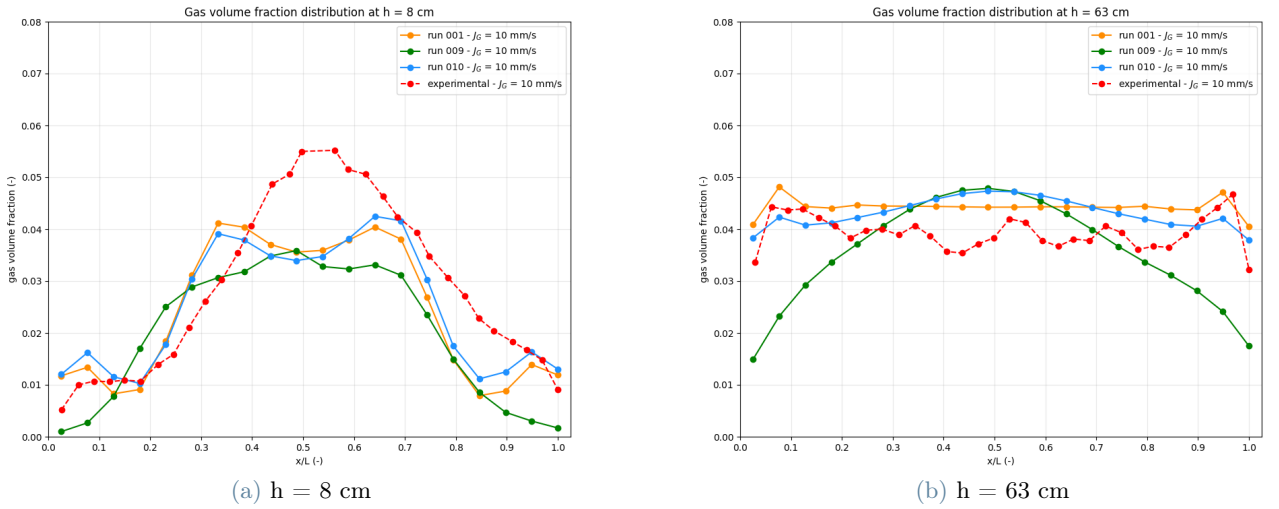 Gas volume fraction distribution at h = 8 cm
run 001 - J_G = 10 mm/s
run 009 - J_G = 10 mm/s
run 010 - J_G = 10 mm/s
experimental - J_G = 10 mm/s
0.08
0.07
0.06
0.05
0.04
0.03
0.02
0.01
0.00
gas volume fraction (-)
0.0 0.1 0.2 0.3 0.4 0.5 0.6 0.7 0.8 0.9 1.0
x/L (-)
(a) h = 8 cm
Gas volume fraction distribution at h = 63 cm
run 001 - J_G = 10 mm/s
run 009 - J_G = 10 mm/s
run 010 - J_G = 10 mm/s
experimental - J_G = 10 mm/s
0.08
0.07
0.06
0.05
0.04
0.03
0.02
0.01
0.00
gas volume fraction (-)
0.0 0.1 0.2 0.3 0.4 0.5 0.6 0.7 0.8 0.9 1.0
x/L (-)
(b) h = 63 cm